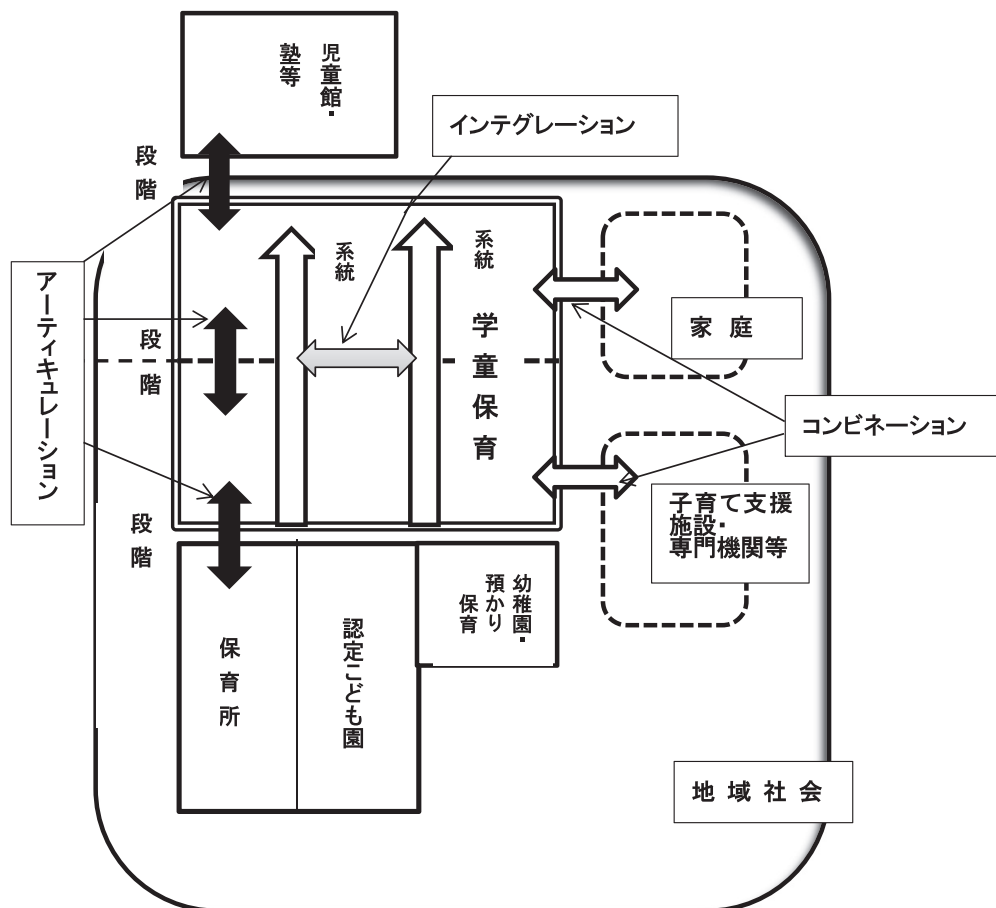 児童館・
塾等
インテグレーション
段階
系統
系統
アーティキュレーション
段階
学童保育
家庭
コンビネーション
子育て支援
施設・
専門機関等
段階
幼稚園・
預かり
保育
保育所
認定こども園
地域社会